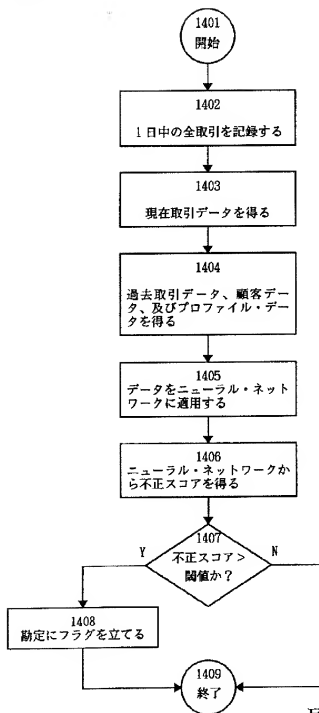 1401
開始
1402
1日中の全取引を記録する
1403
現在取引データを得る
1404
過去取引データ、顧客デー
タ、及びプロファイル・デー
タを得る
1405
データをニューラル・ネット
ワークに適用する
1406
ニューラル・ネットワークか
ら不正スコアを得る
1407
Y
不正スコア>
N
閾値か?
1408
勘定にフラグを立てる
1409
終了